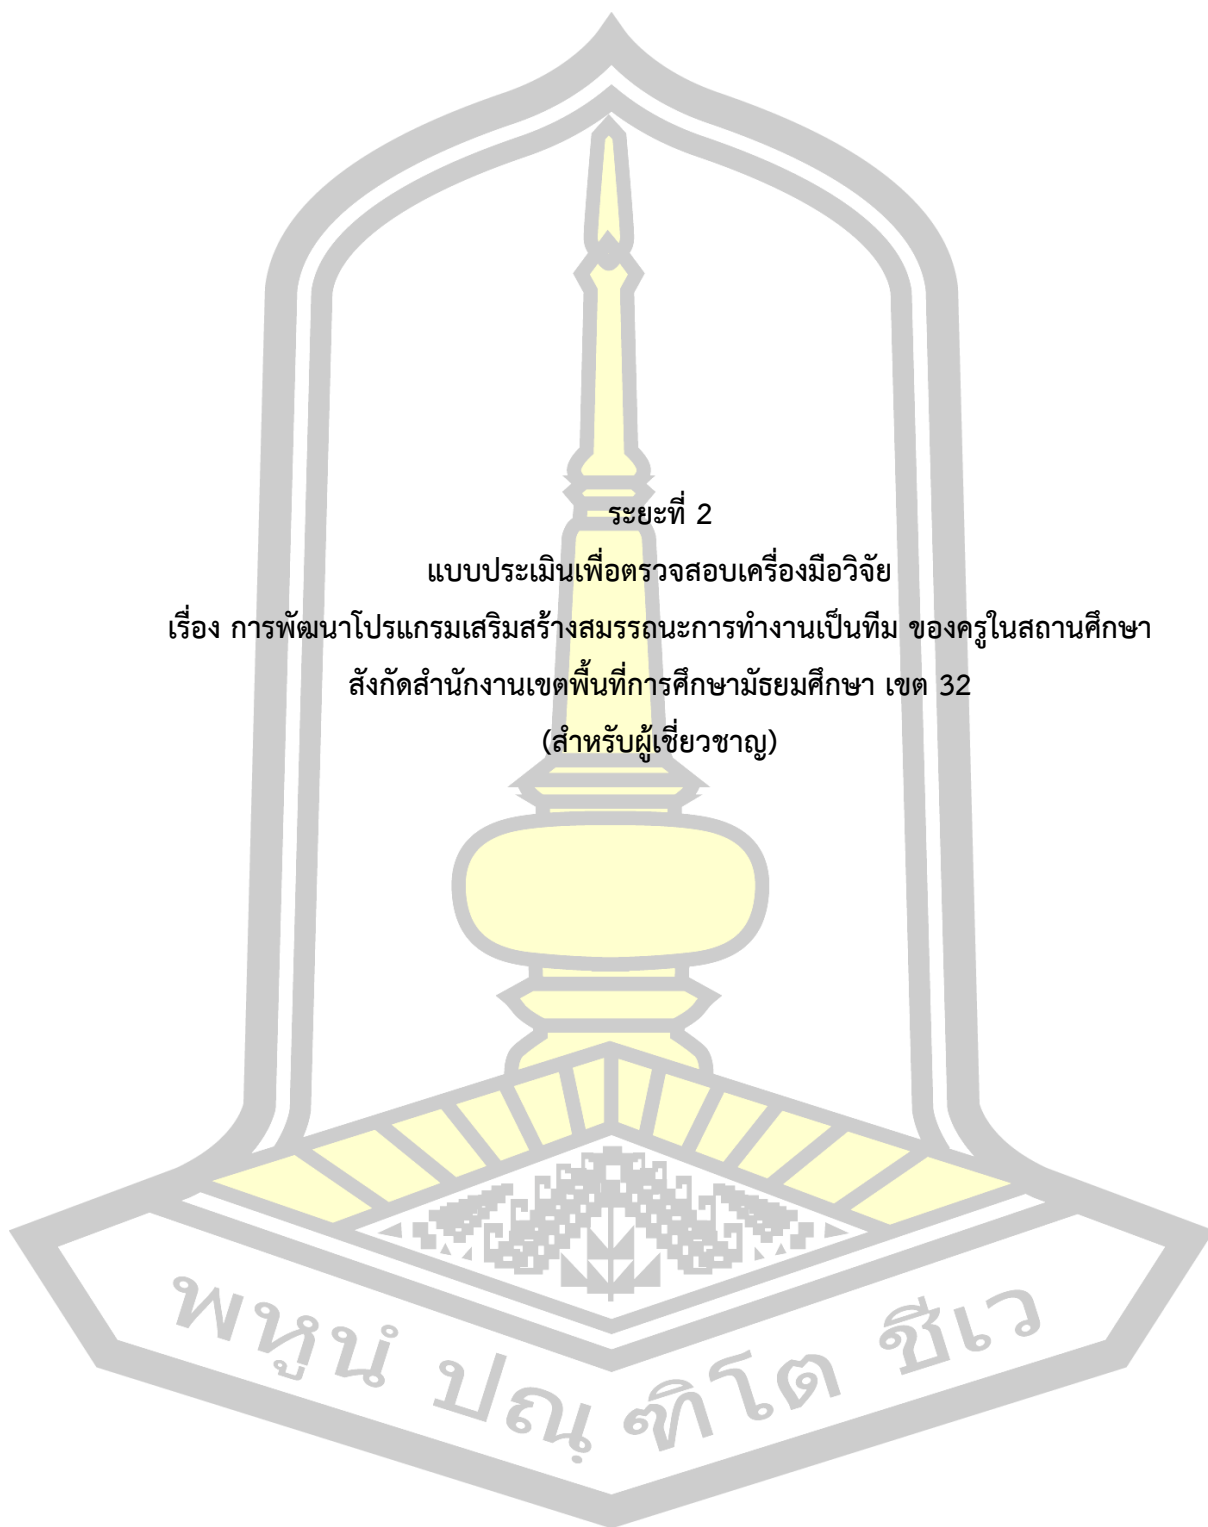 ระยะที่ 2
แบบประเมินเพื่อตรวจสอบเครื่องมือวิจัย
เรื่อง การพัฒนาโปรแกรมเสริมสร้างสมรรถนะการทำงานเป็นทีม ของครูในสถานศึกษา
สังกัดสำนักงานเขตพื้นที่การศึกษามัธยมศึกษา เขต 32
(สำหรับผู้เชี่ยวชาญ)
พหูนํ ปณฺฑิโต ชีเว